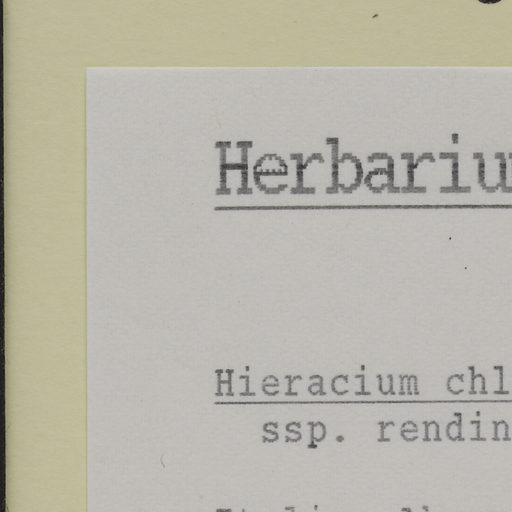 Herbariu
Hieracium chl
ssp. rendin